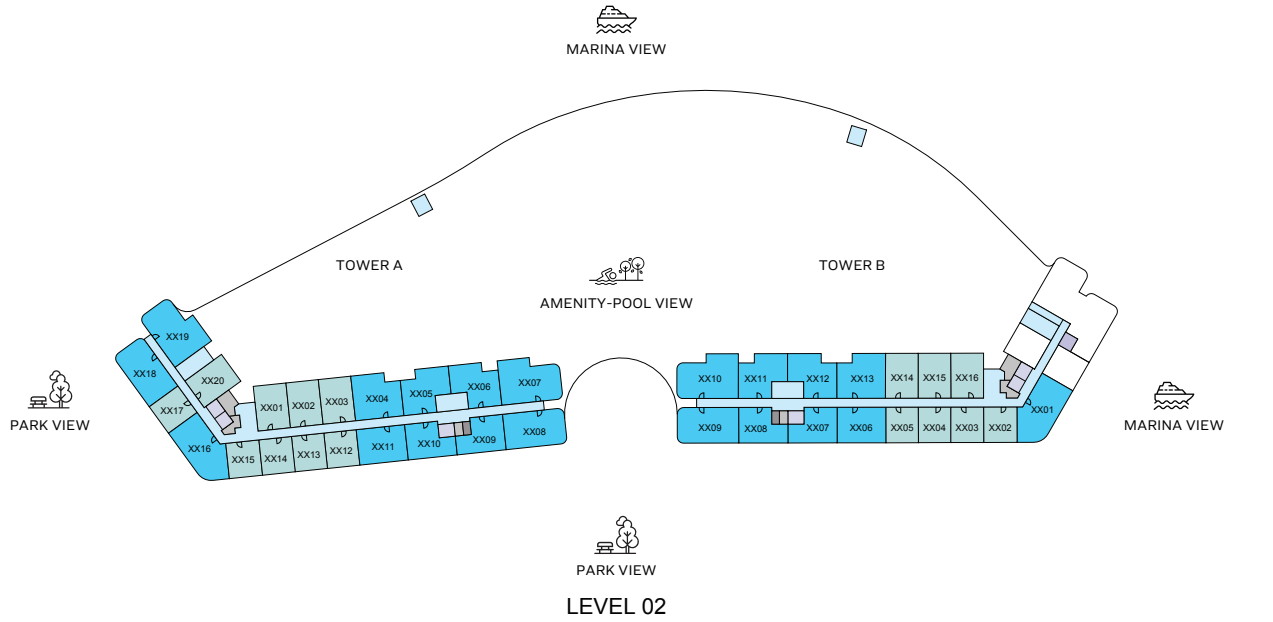 MARINA VIEW
TOWER A
TOWER B
AMENITY-POOL VIEW
XX19
XX18
XX20
XX17
XX16
XX01
XX02
XX03
XX04
XX05
XX06
XX07
XX15
XX14
XX13
XX12
XX11
XX10
XX09
XX08
XX10
XX11
XX12
XX13
XX14
XX15
XX16
XX09
XX08
XX07
XX06
XX05
XX04
XX03
XX02
XX01
PARK VIEW
MARINA VIEW
PARK VIEW
LEVEL 02